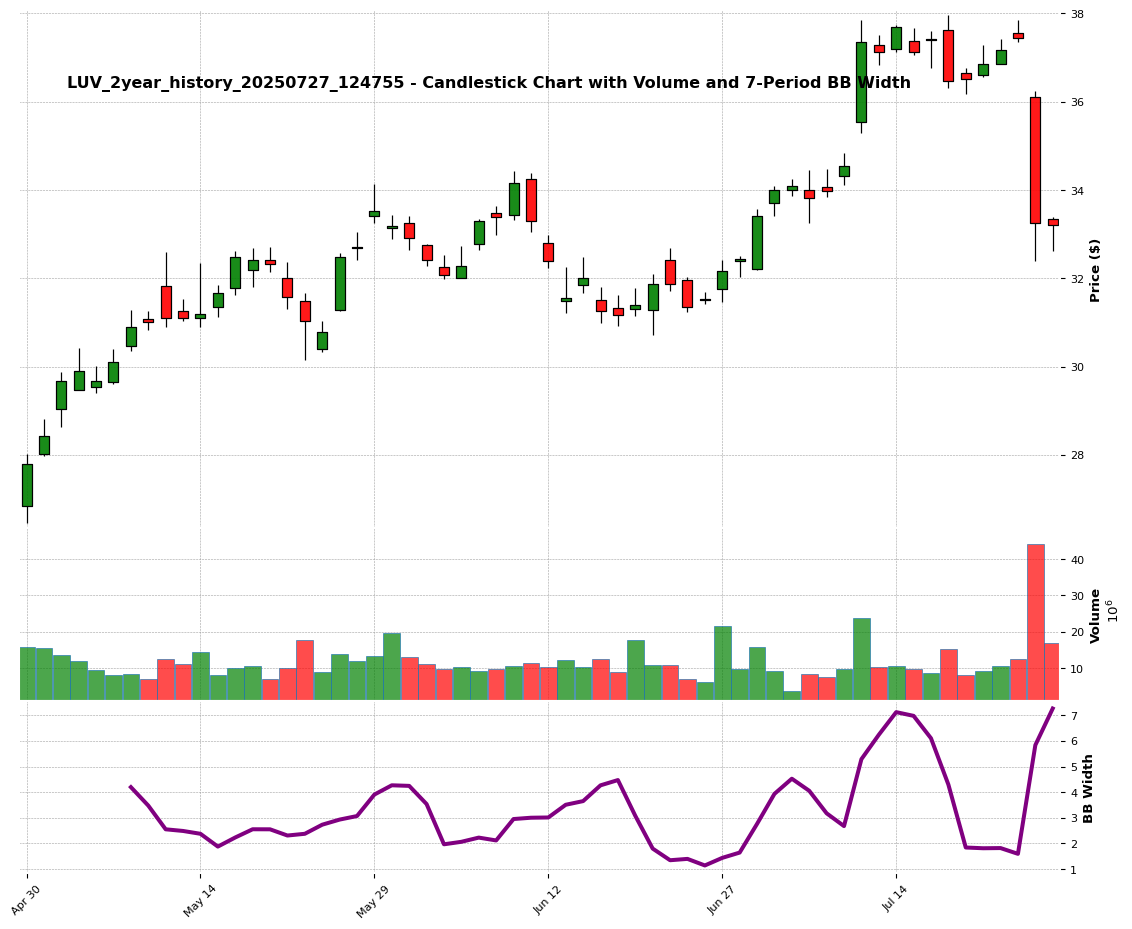 LUV_2year_history_20250727_124755 - Candlestick Chart with Volume and 7-Period BB Width
38
36
34
32
30
28
Price ($)
40
30
20
10
Volume
10^6
7
6
5
4
3
2
1
BB Width
Apr 30
May 14
May 29
Jun 12
Jun 27
Jul 14